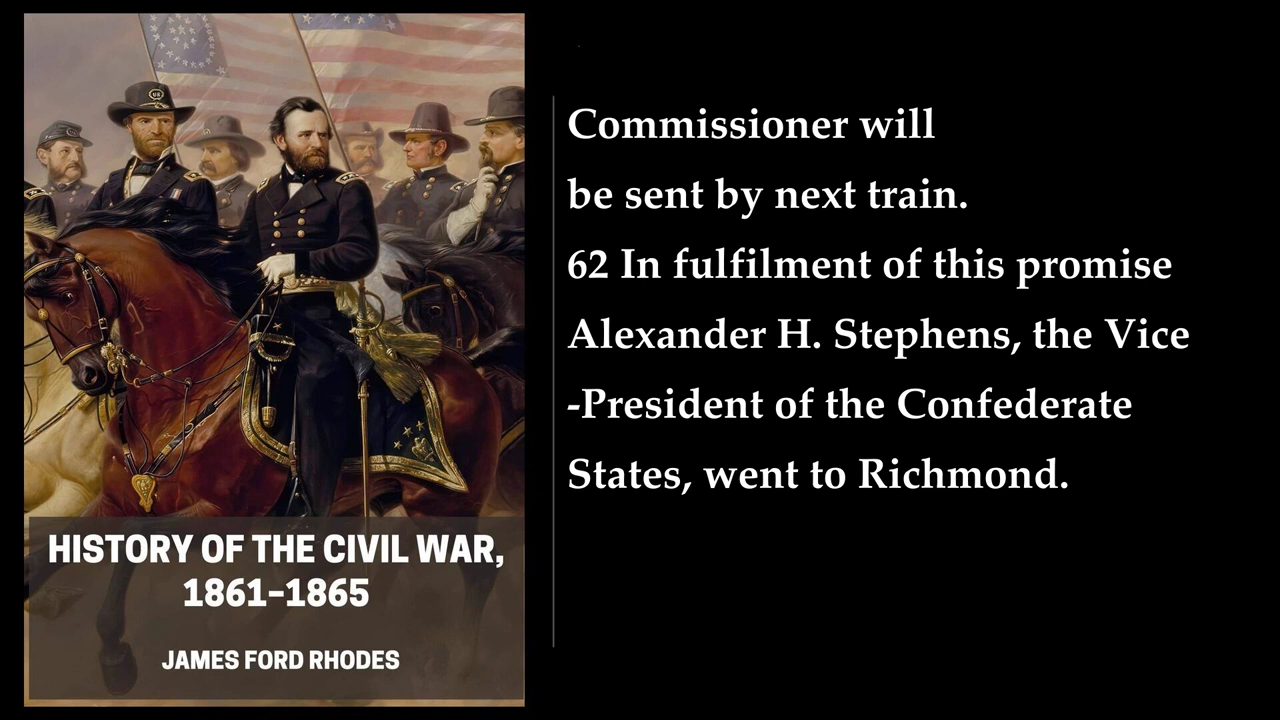 HISTORY OF THE CIVIL WAR,
1861–1865
JAMES FORD RHODES
Commissioner will
be sent by next train.
62 In fulfilment of this promise
Alexander H. Stephens, the Vice
-President of the Confederate
States, went to Richmond.